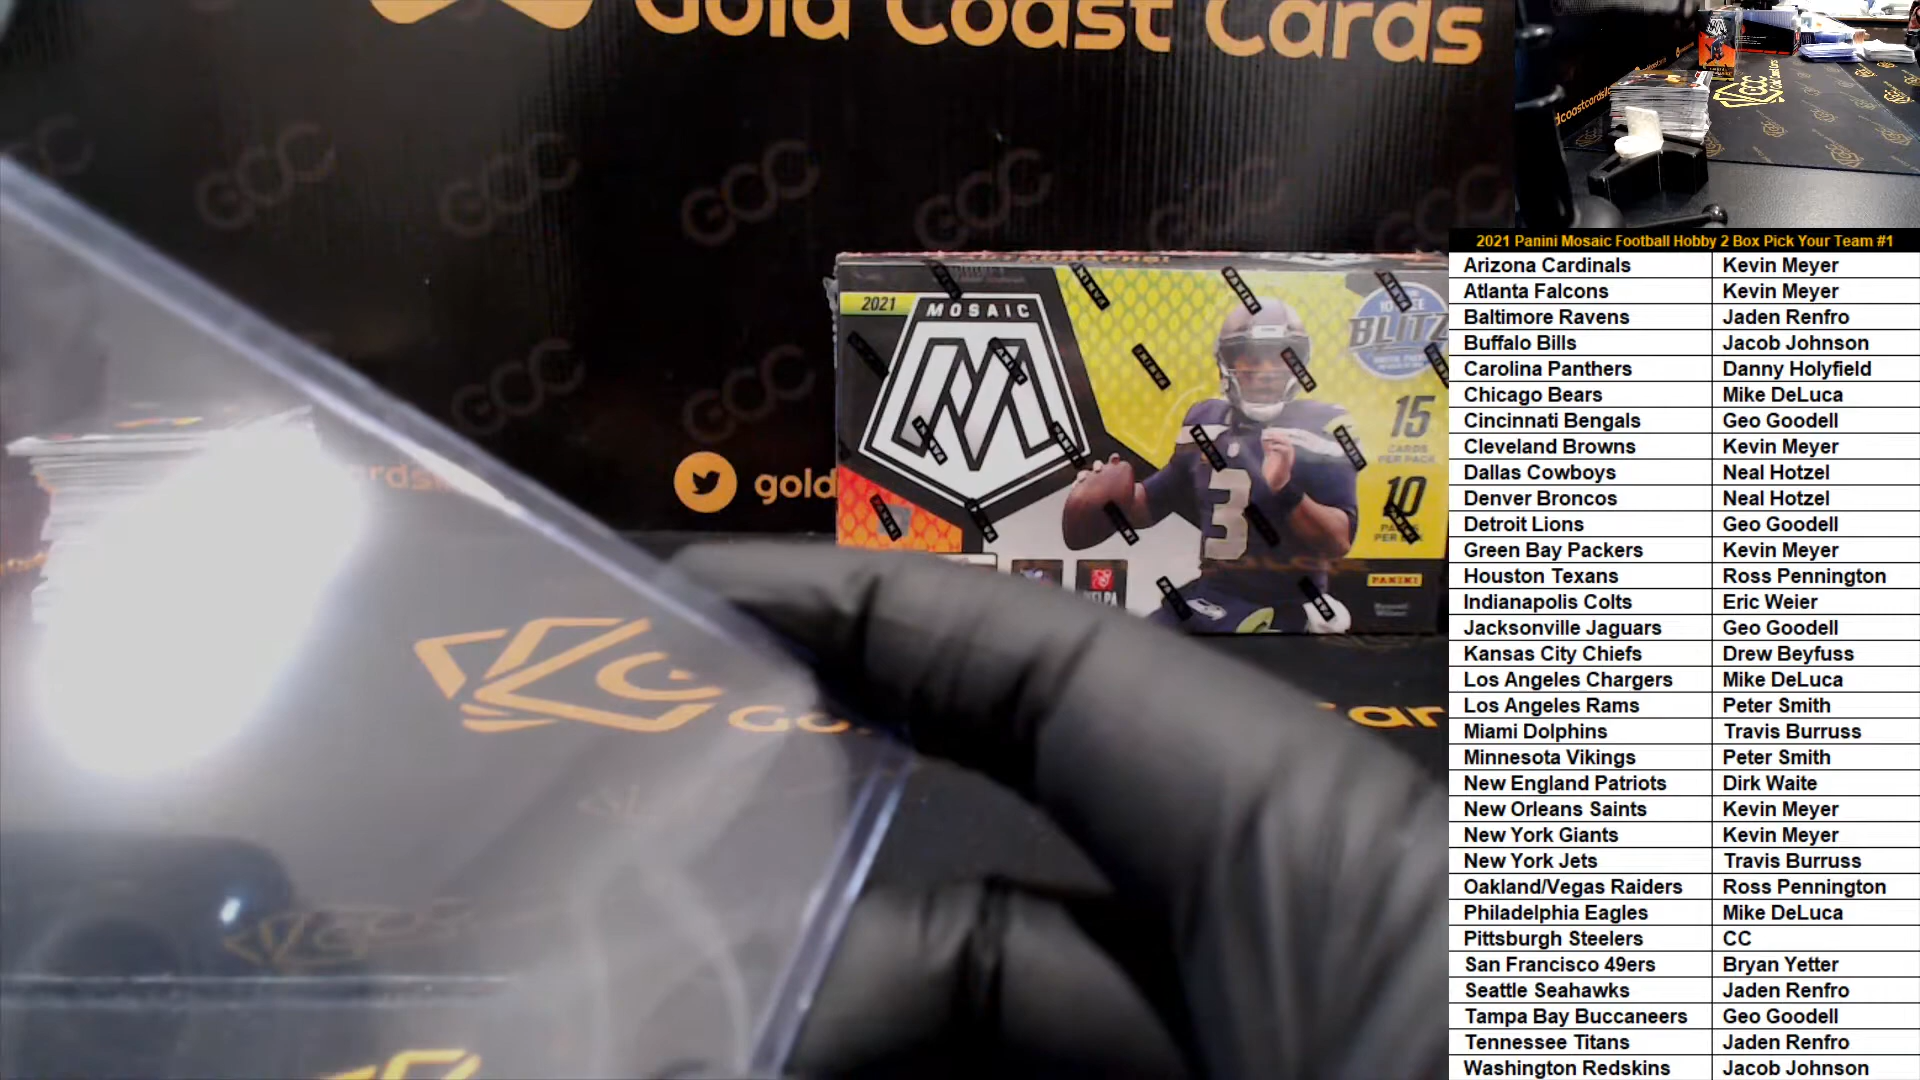 Gold Coast Cards
GCC
2021 Panini Mosaic Football Hobby 2 Box Pick Your Team #1
Arizona Cardinals Kevin Meyer
Atlanta Falcons Kevin Meyer
Baltimore Ravens Jaden Renfro
Buffalo Bills Jacob Johnson
Carolina Panthers Danny Holyfield
Chicago Bears Mike DeLuca
Cincinnati Bengals Geo Goodell
Cleveland Browns Kevin Meyer
Dallas Cowboys Neal Hotzel
Denver Broncos Neal Hotzel
Detroit Lions Geo Goodell
Green Bay Packers Kevin Meyer
Houston Texans Ross Pennington
Indianapolis Colts Eric Weier
Jacksonville Jaguars Geo Goodell
Kansas City Chiefs Drew Beyfuss
Los Angeles Chargers Mike DeLuca
Los Angeles Rams Peter Smith
Miami Dolphins Travis Burruss
Minnesota Vikings Peter Smith
New England Patriots Dirk Waite
New Orleans Saints Kevin Meyer
New York Giants Kevin Meyer
New York Jets Travis Burruss
Oakland/Vegas Raiders Ross Pennington
Philadelphia Eagles Mike DeLuca
Pittsburgh Steelers CC
San Francisco 49ers Bryan Yetter
Seattle Seahawks Jaden Renfro
Tampa Bay Buccaneers Geo Goodell
Tennessee Titans Jaden Renfro
Washington Redskins Jacob Johnson
2021
MOSAIC
BLITZ
15
CARDS
PER PACK
10
3
PANINI
gold